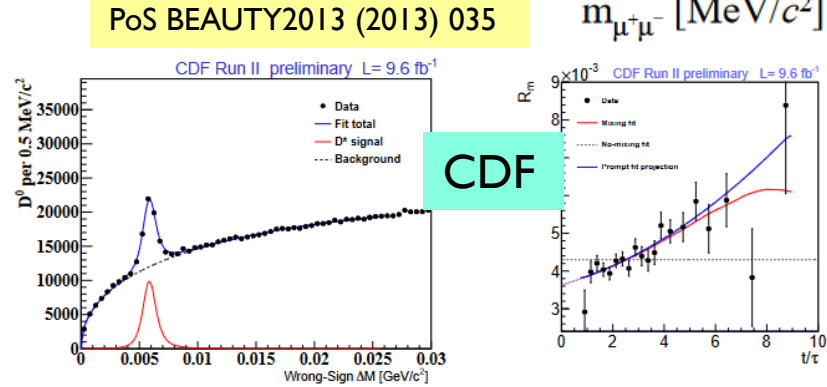 PoS BEAUTY2013 (2013) 035
m_μ⁺μ⁻ [MeV/c²]
CDF Run II preliminary L= 9.6 fb⁻¹
D⁰ per 0.5 MeV/c²
35000
30000
25000
20000
15000
10000
5000
0
Data
Fit total
D* signal
Background
0 0.005 0.01 0.015 0.02 0.025 0.03
Wrong-Sign ΔM [GeV/c²]
CDF
×10⁻³ CDF Run II preliminary L= 9.6 fb⁻¹
R_m
9
5
4
3
Data
Mixing fit
No-mixing fit
Prompt fit projection
0 2 4 6 8 10
t/τ